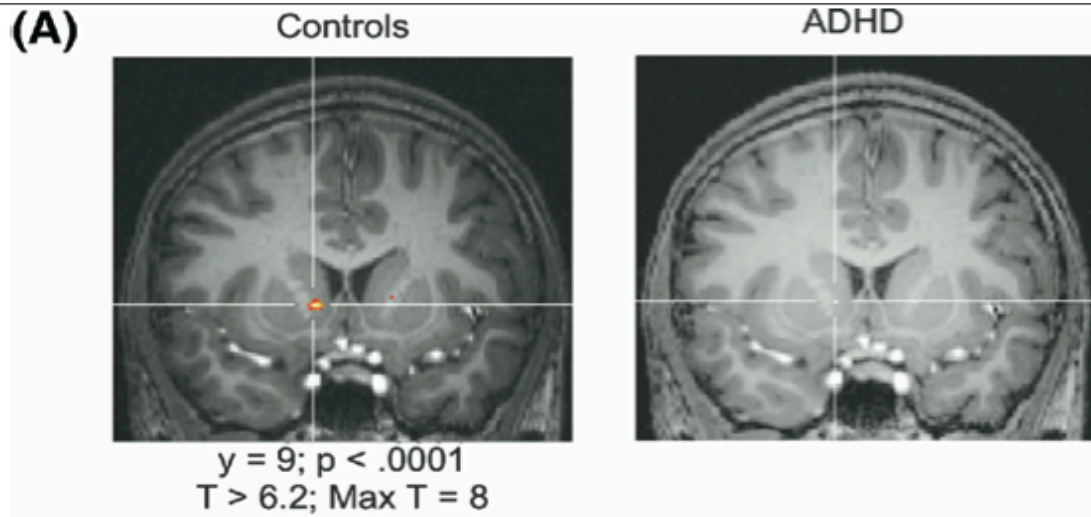 (A)
Controls
ADHD
y = 9; p < .0001
T > 6.2; Max T = 8